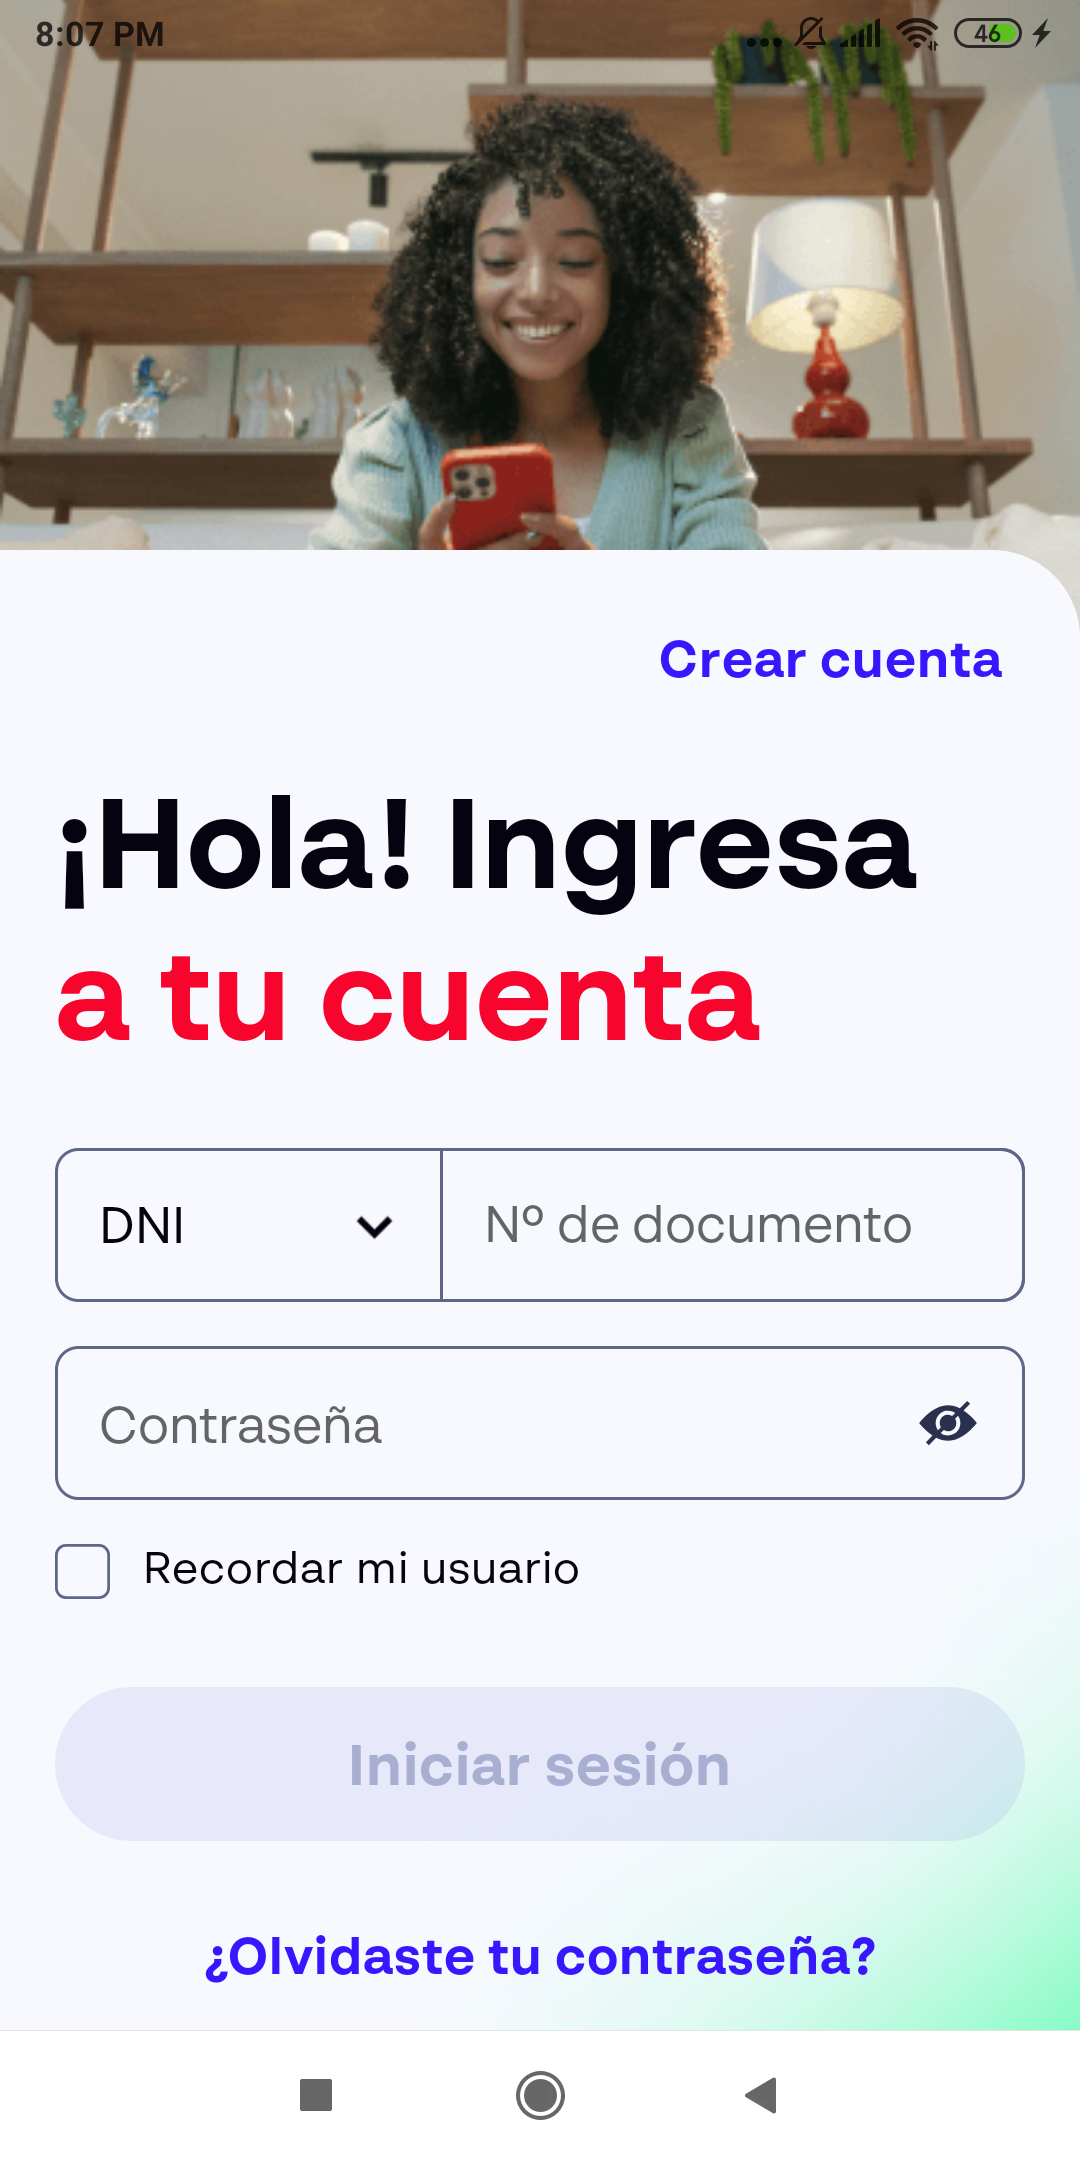 8:07 PM
46
Crear cuenta
¡Hola! Ingresa
a tu cuenta
DNI
Nº de documento
Contraseña
Recordar mi usuario
Iniciar sesión
¿Olvidaste tu contraseña?